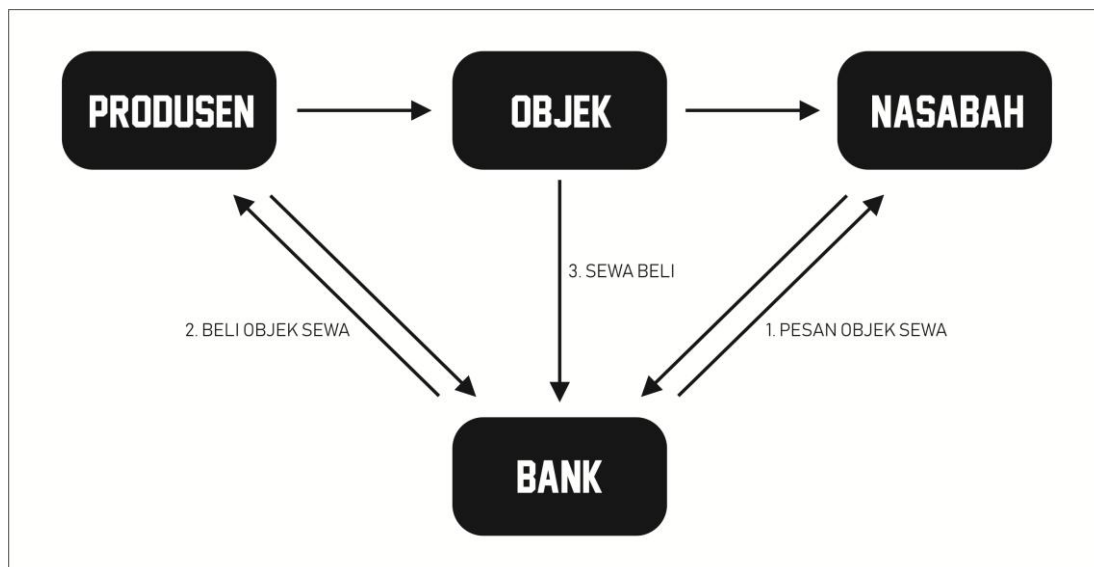 PRODUSEN
OBJEK
NASABAH
3. SEWA BELI
2. BELI OBJEK SEWA
1. PESAN OBJEK SEWA
BANK